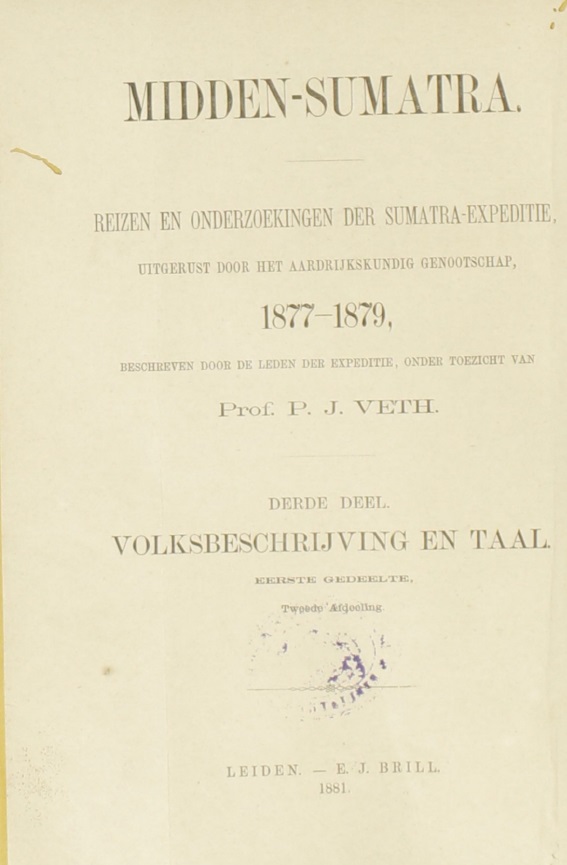 MIDDEN-SUMATRA.
REIZEN EN ONDERZOEKINGEN DER SUMATRA-EXPEDITIE,
UITGERUST DOOR HET AARDRIJKSKUNDIG GENOOTSCHAP,
1877–1879,
BESCHREVEN DOOR DE LEDEN DER EXPEDITIE, ONDER TOEZICHT VAN
Prof. P. J. VETH.
DERDE DEEL.
VOLKSBESCHRIJVING EN TAAL.
EERSTE GEDEELTE,
Tweede Afdeeling
LEIDEN. — E. J. BRILL.
1881.